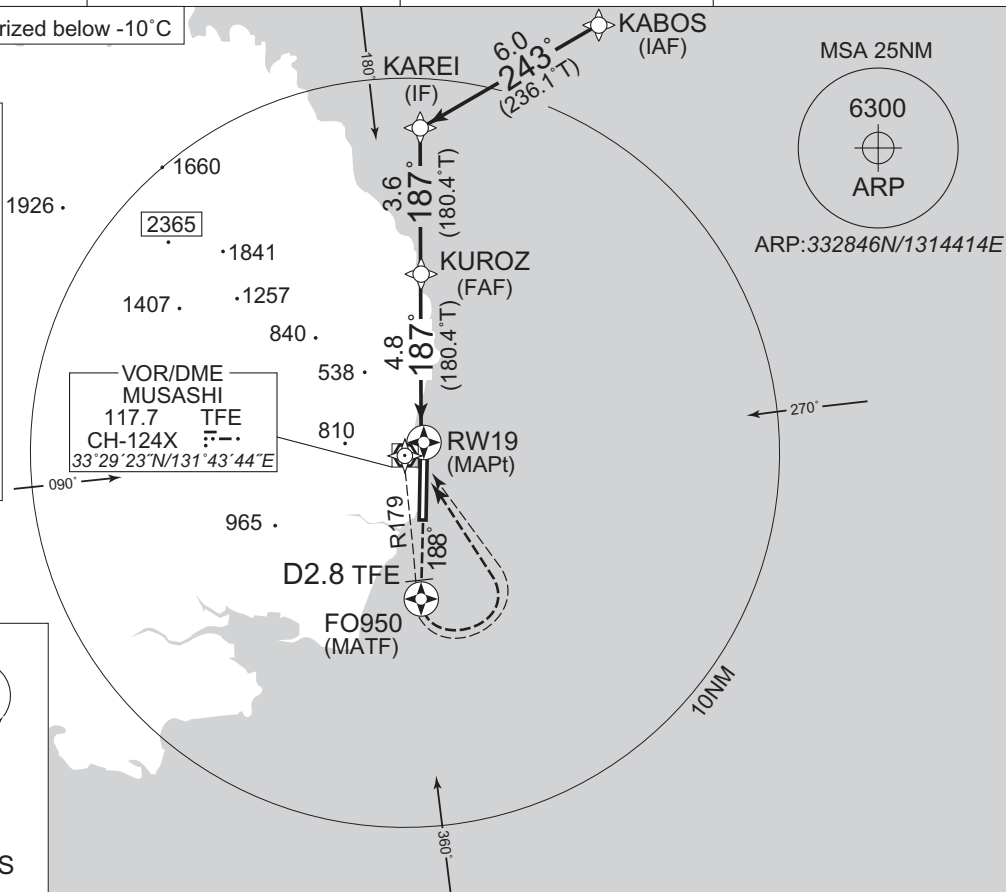 rized below -10˚C
KABOS
(IAF)
6.0
243˚
(236.1˚T)
180˚
KAREI
(IF)
MSA 25NM
6300
ARP
ARP:332846N/1314414E
1660
1926
2365
1841
3.6
187˚
(180.4˚T)
KUROZ
(FAF)
1407
1257
840
538
4.8
187˚
(180.4˚T)
VOR/DME
MUSASHI
117.7 TFE
CH-124X
33°29´23˝N/131°43´44˝E
810
RW19
(MAPt)
270˚
090˚
965
R179
188˚
D2.8 TFE
FO950
(MATF)
10NM
360˚
S